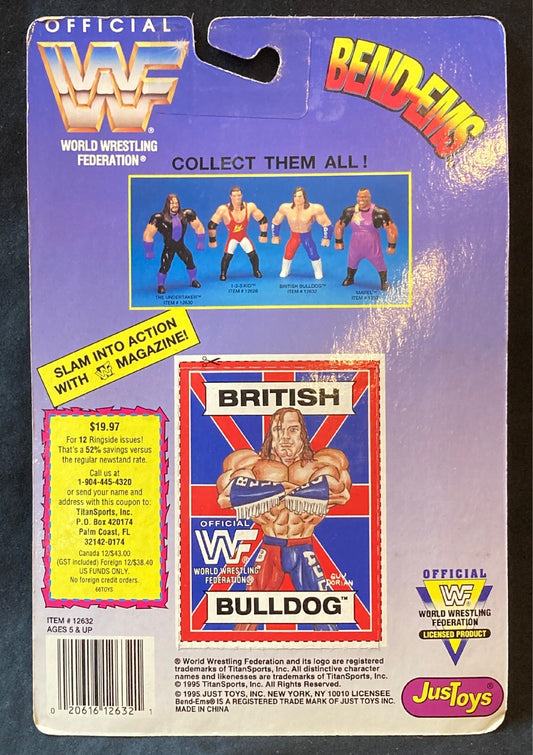 OFFICIAL
WF
WORLD WRESTLING
FEDERATION®
BEND-EMS
COLLECT THEM ALL!
THE UNDERTAKER™
ITEM # 12630
1-2-3-KID™
ITEM # 12628
BRITISH BULLDOG™
ITEM # 12632
MABEL™
SLAM INTO ACTION
WITH WF MAGAZINE!
$19.97
For 12 Ringside issues!
That's a 52% savings versus
the regular newstand rate.
Call us at
1-904-445-4320
or send your name and
address with this coupon to:
TitanSports, Inc.
P.O. Box 420174
Palm Coast, FL
32142-0174
Canada 12/$43.00
(GST included) Foreign 12/$38.40
US FUNDS ONLY.
No foreign credit orders.
66TOYS
BRITISH
OFFICIAL
WF
WORLD WRESTLING
FEDERATION®
GUY
DORIAN
BULLDOG™
ITEM # 12632
AGES 5 & UP
0 20616 12632 1
® World Wrestling Federation and its logo are registered
trademarks of TitanSports, Inc. All distinctive character
names and likenesses are trademarks of TitanSports, Inc.
© 1995 TitanSports, Inc. All Rights Reserved.
© 1995 JUST TOYS, INC. NEW YORK, NY 10010 LICENSEE
Bend-Ems® IS A REGISTERED TRADE MARK OF JUST TOYS INC.
MADE IN CHINA
OFFICIAL
WF
WORLD WRESTLING
FEDERATION
LICENSED PRODUCT
JusToys®